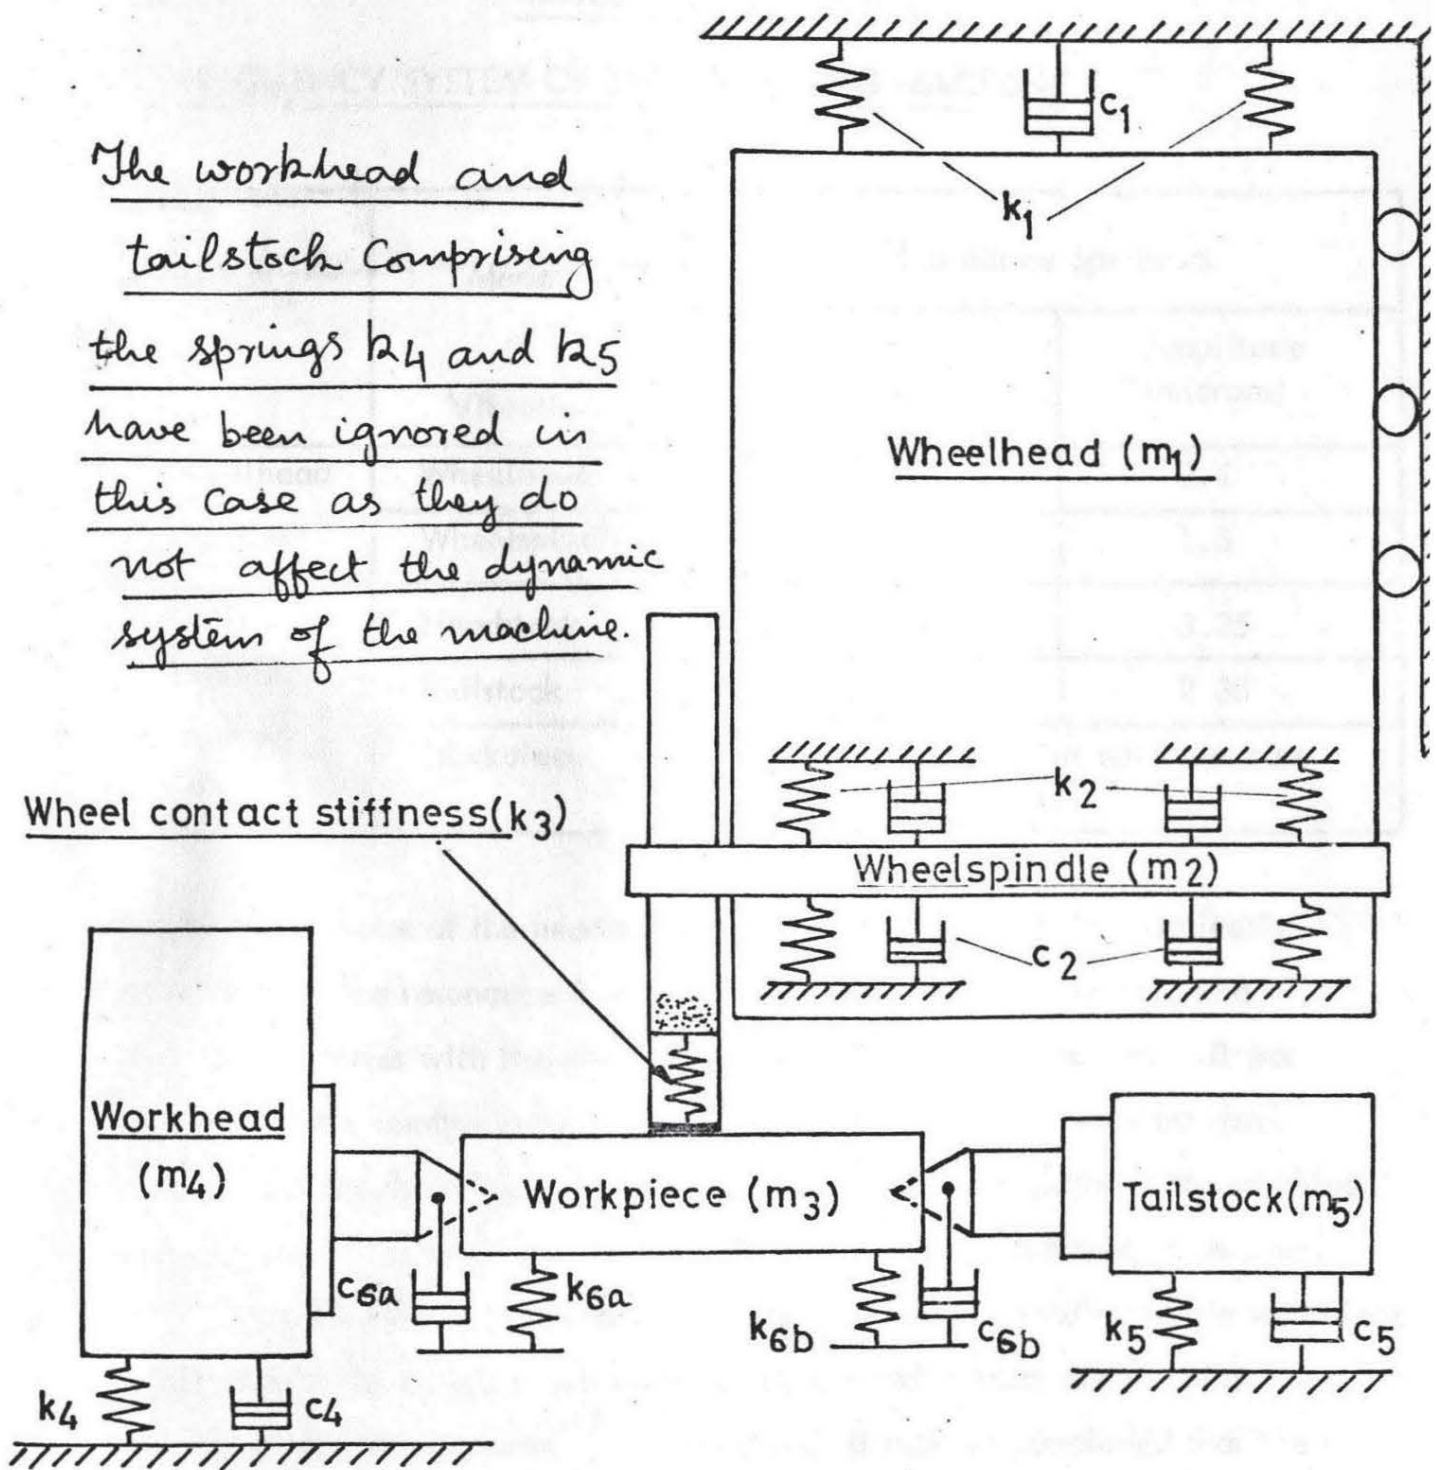 The workhead and
tailstock Comprising
the springs k4 and k5
have been ignored in
this case as they do
not affect the dynamic
system of the machine.
c1
k1
Wheelhead (m1)
k2
Wheel contact stiffness(k3)
Wheelspindle (m2)
c2
Workhead
(m4)
Workpiece (m3)
Tailstock(m5)
c6a
k6a
k6b
c6b
k5
c5
k4
c4